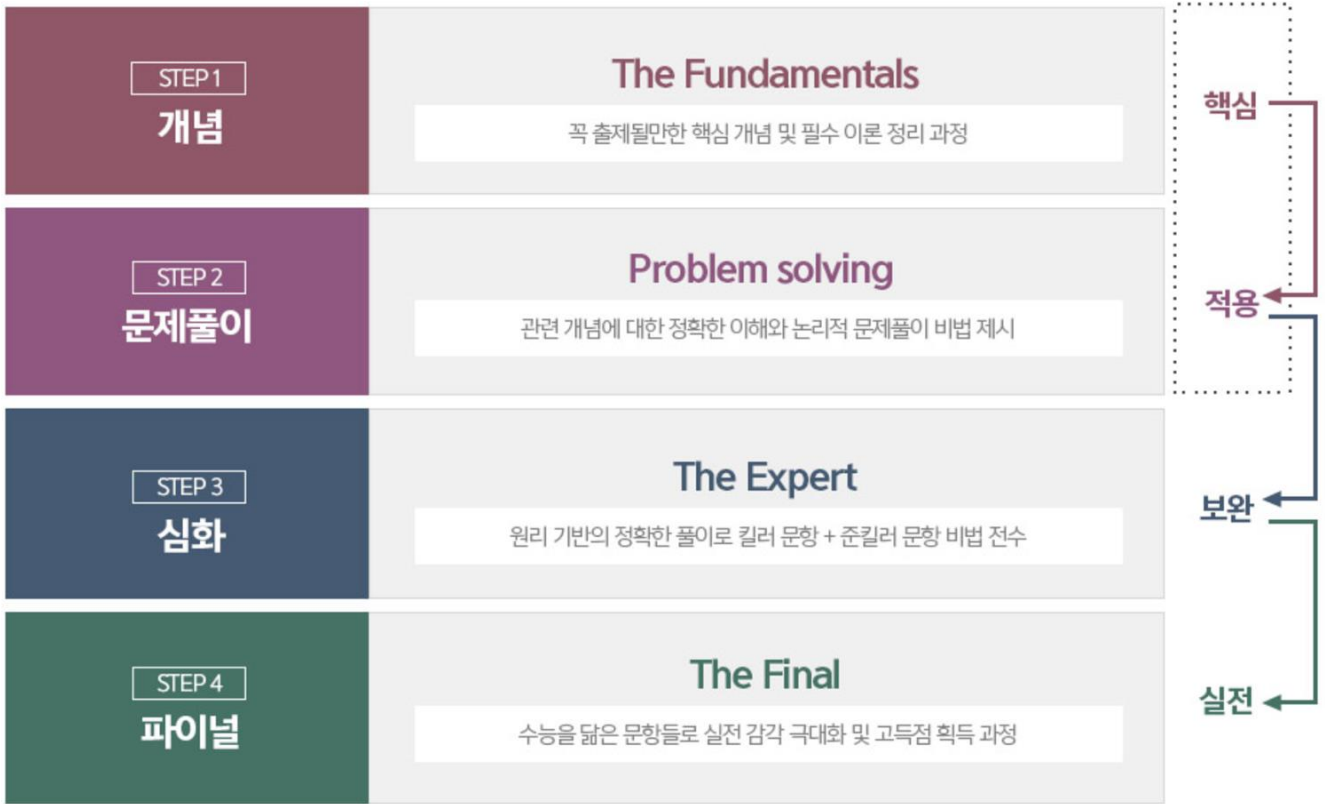 STEP 1
개념
The Fundamentals
꼭 출제될만한 핵심 개념 및 필수 이론 정리 과정
핵심
STEP 2
문제풀이
Problem solving
관련 개념에 대한 정확한 이해와 논리적 문제풀이 비법 제시
적용
STEP 3
심화
The Expert
원리 기반의 정확한 풀이로 킬러 문항 + 준킬러 문항 비법 전수
보완
STEP 4
파이널
The Final
수능을 닮은 문항들로 실전 감각 극대화 및 고득점 획득 과정
실전